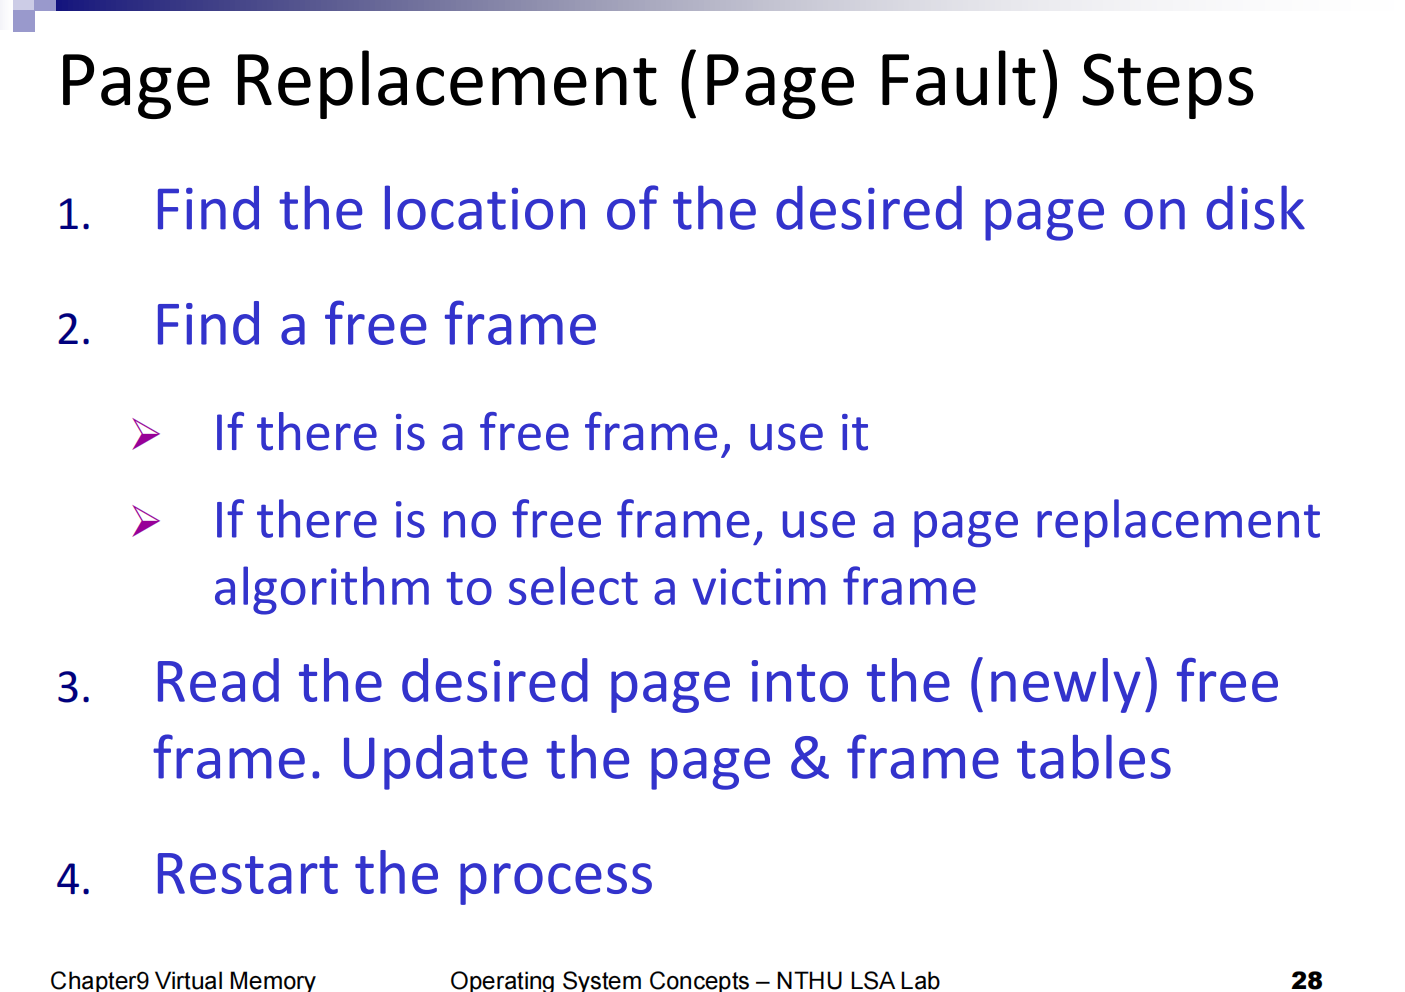 Page Replacement (Page Fault) Steps
1. Find the location of the desired page on disk
2. Find a free frame
If there is a free frame, use it
If there is no free frame, use a page replacement
algorithm to select a victim frame
3. Read the desired page into the (newly) free
frame. Update the page & frame tables
4. Restart the process
Chapter9 Virtual Memory Operating System Concepts – NTHU LSA Lab 28